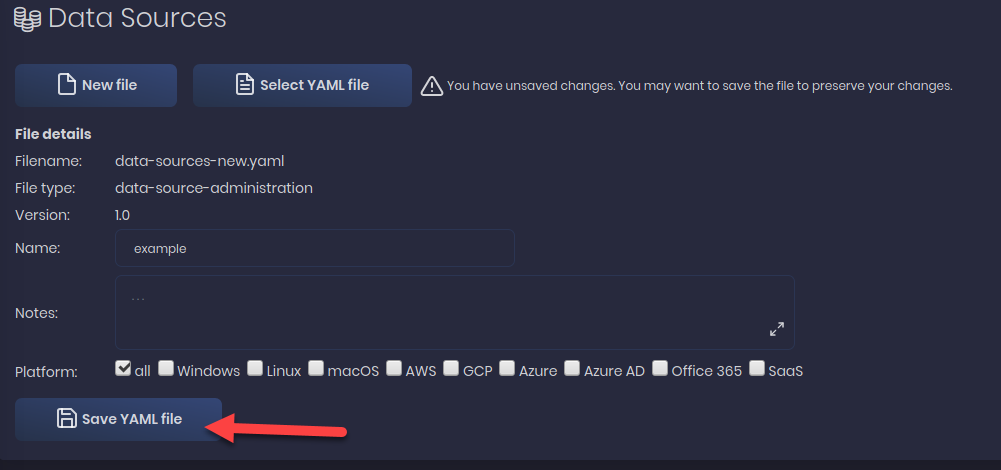 Data Sources
New file
Select YAML file
You have unsaved changes. You may want to save the file to preserve your changes.
File details
Filename: data-sources-new.yaml
File type: data-source-administration
Version: 1.0
Name: example
Notes: ...
Platform: all Windows Linux macOS AWS GCP Azure Azure AD Office 365 SaaS
Save YAML file